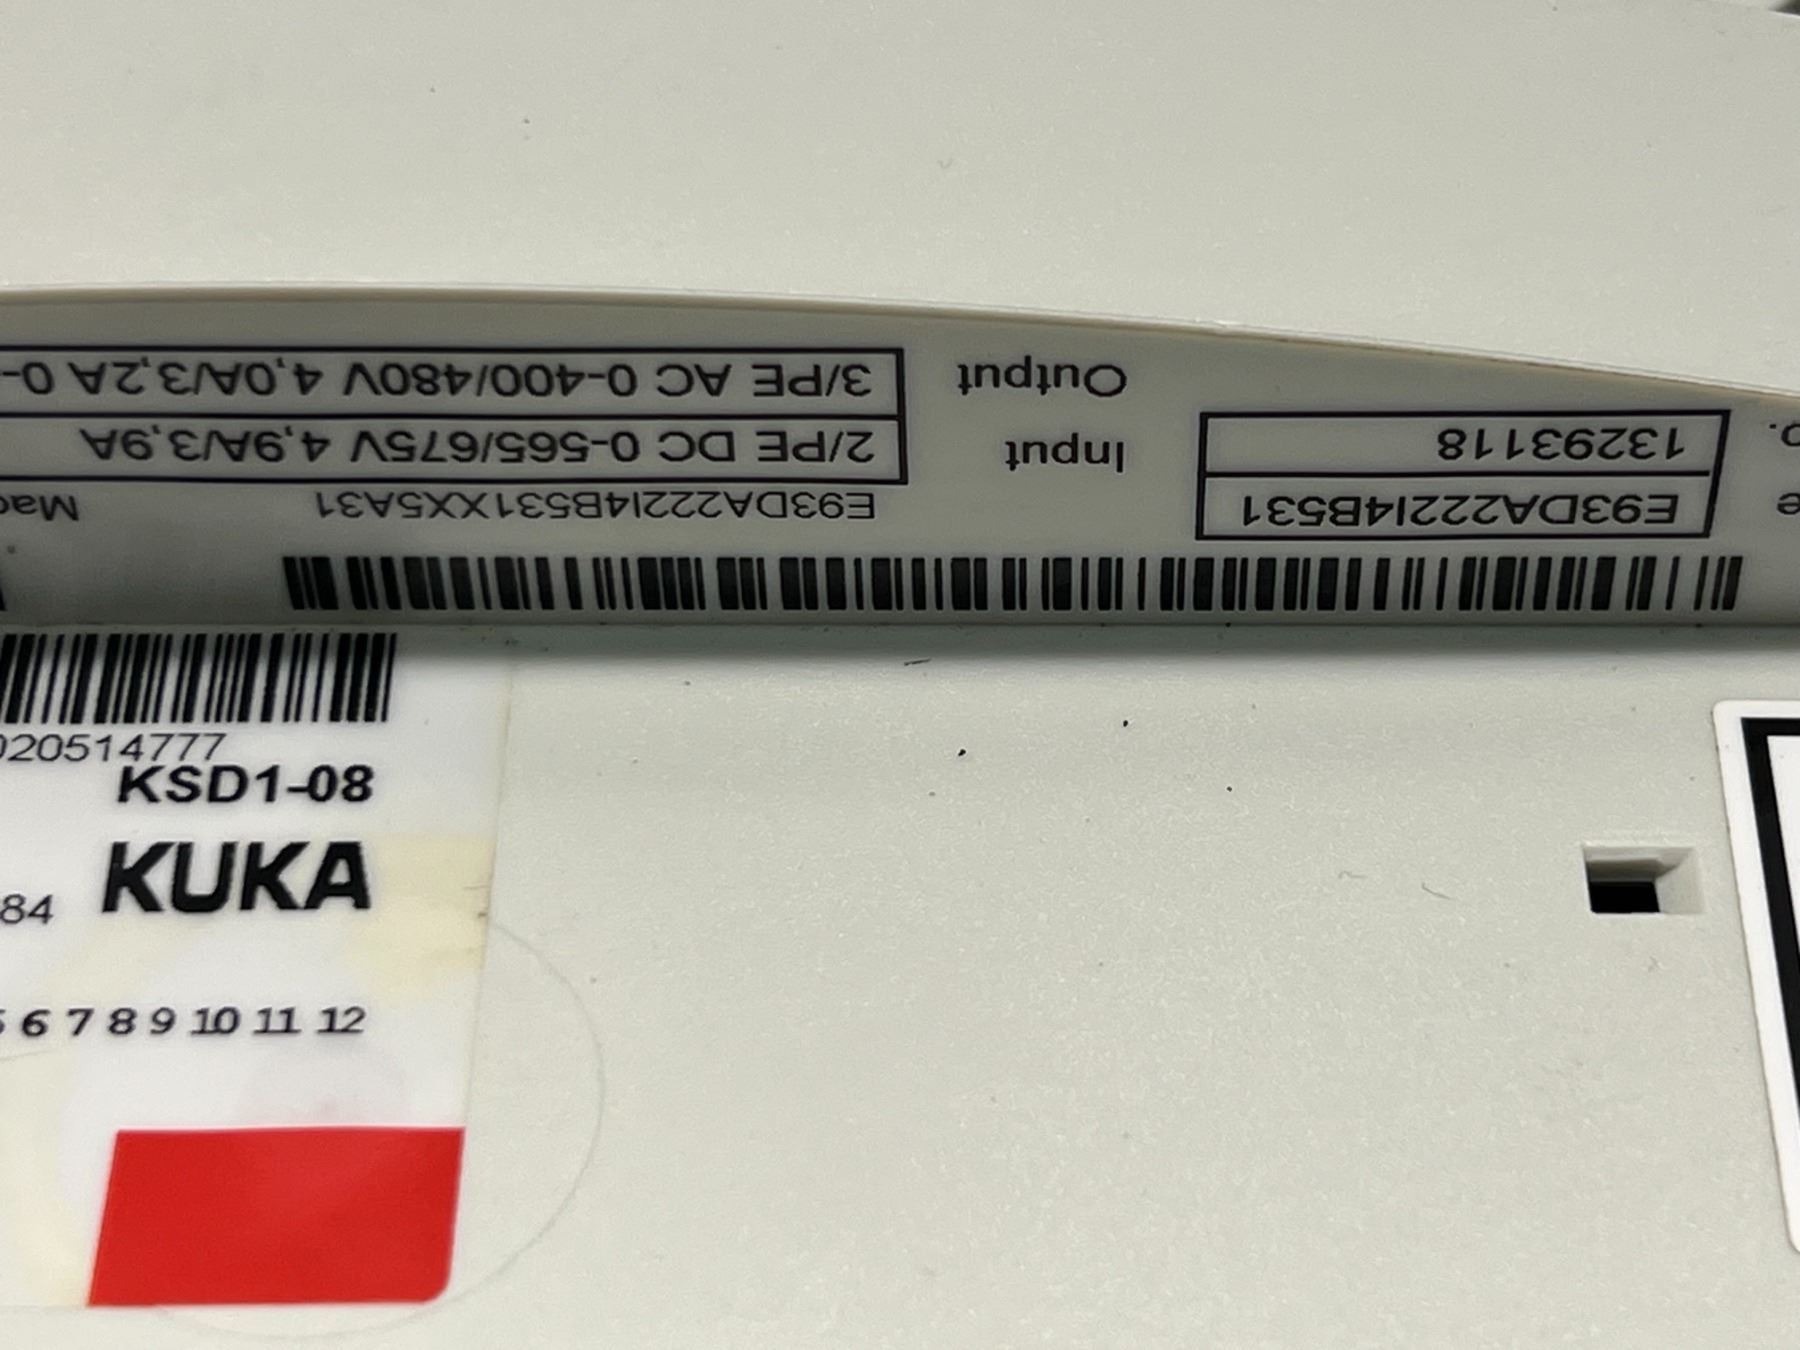 E93DA222I4B531XX5A31
E93DA222I4B531
13293118
Input
2/PE DC 0-565/675V 4,9A/3,9A
Output
3/PE AC 0-400/480V 4,0A/3,2A 0-
020514777
KSD1-08
84 KUKA
6 7 8 9 10 11 12